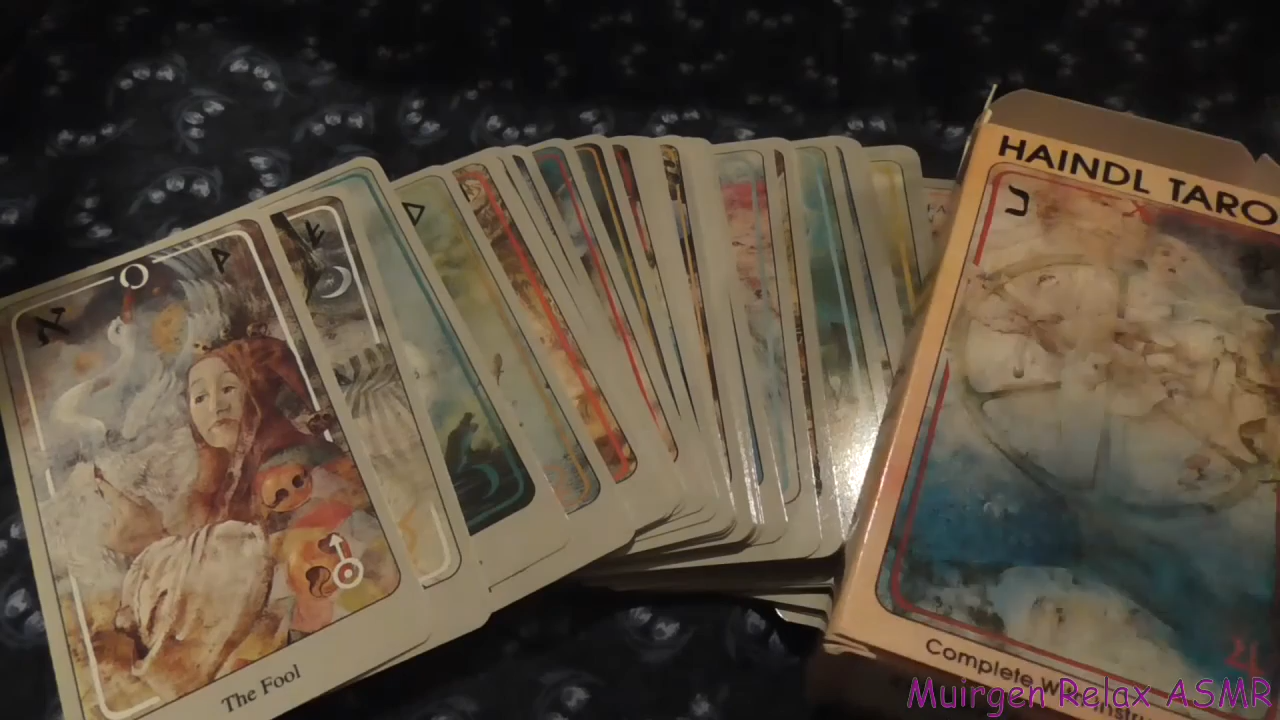 HAINDL TARO
א
כ
The Fool
Complete W
Muirgen Relax ASMR